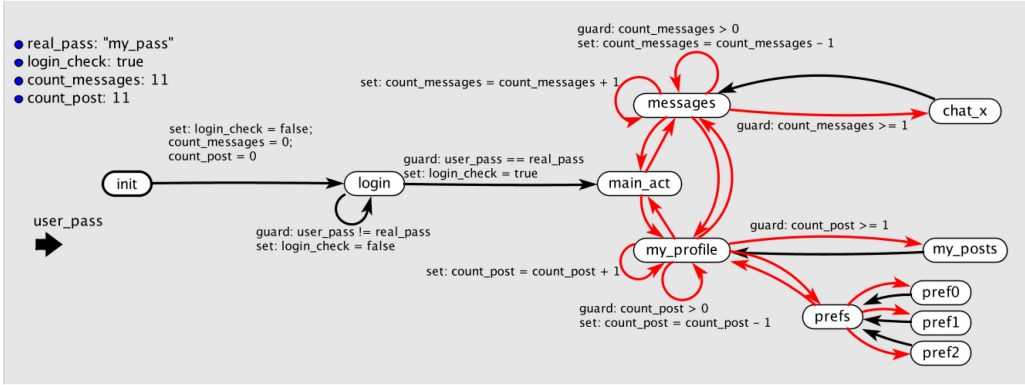 real_pass: "my_pass"
login_check: true
count_messages: 11
count_post: 11
set: login_check = false;
count_messages = 0;
count_post = 0
init
user_pass
login
guard: user_pass != real_pass
set: login_check = false
guard: user_pass == real_pass
set: login_check = true
main_act
guard: count_messages > 0
set: count_messages = count_messages - 1
set: count_messages = count_messages + 1
messages
guard: count_messages >= 1
chat_x
my_profile
guard: count_post >= 1
my_posts
set: count_post = count_post + 1
guard: count_post > 0
set: count_post = count_post - 1
prefs
pref0
pref1
pref2